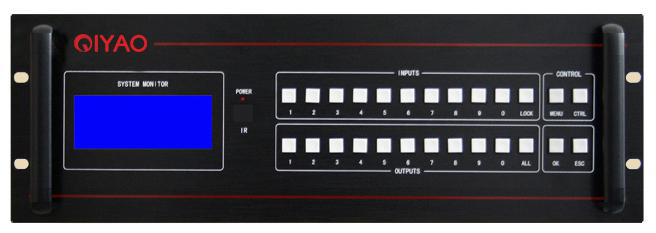 QIYAO
SYSTEM MONITOR
POWER
IR
INPUTS
1 2 3 4 5 6 7 8 9 0 LOCK
1 2 3 4 5 6 7 8 9 0 ALL
OUTPUTS
CONTROL
MENU CTRL
OK ESC